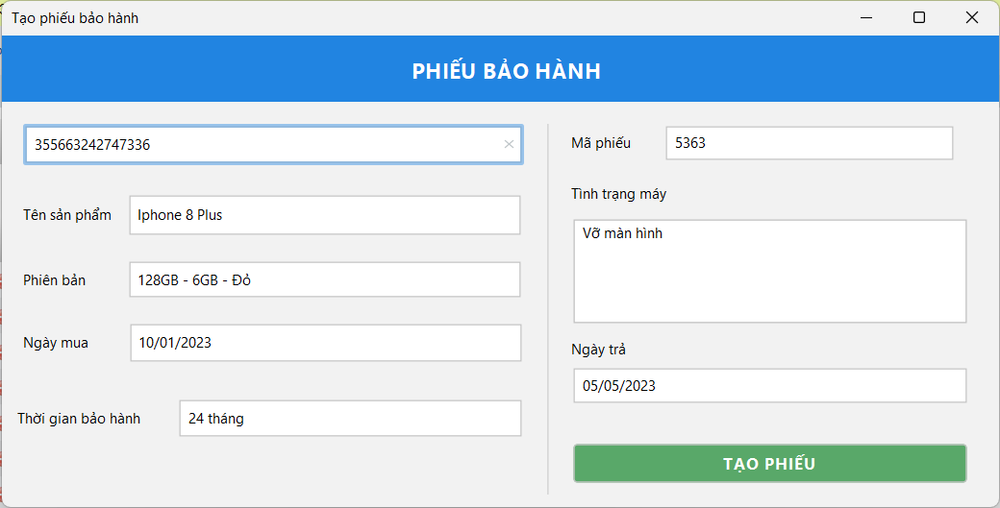 Tạo phiếu bảo hành
PHIẾU BẢO HÀNH
355663242747336
Tên sản phẩm Iphone 8 Plus
Phiên bản 128GB - 6GB - Đỏ
Ngày mua 10/01/2023
Thời gian bảo hành 24 tháng
Mã phiếu 5363
Tình trạng máy
Vỡ màn hình
Ngày trả
05/05/2023
TẠO PHIẾU